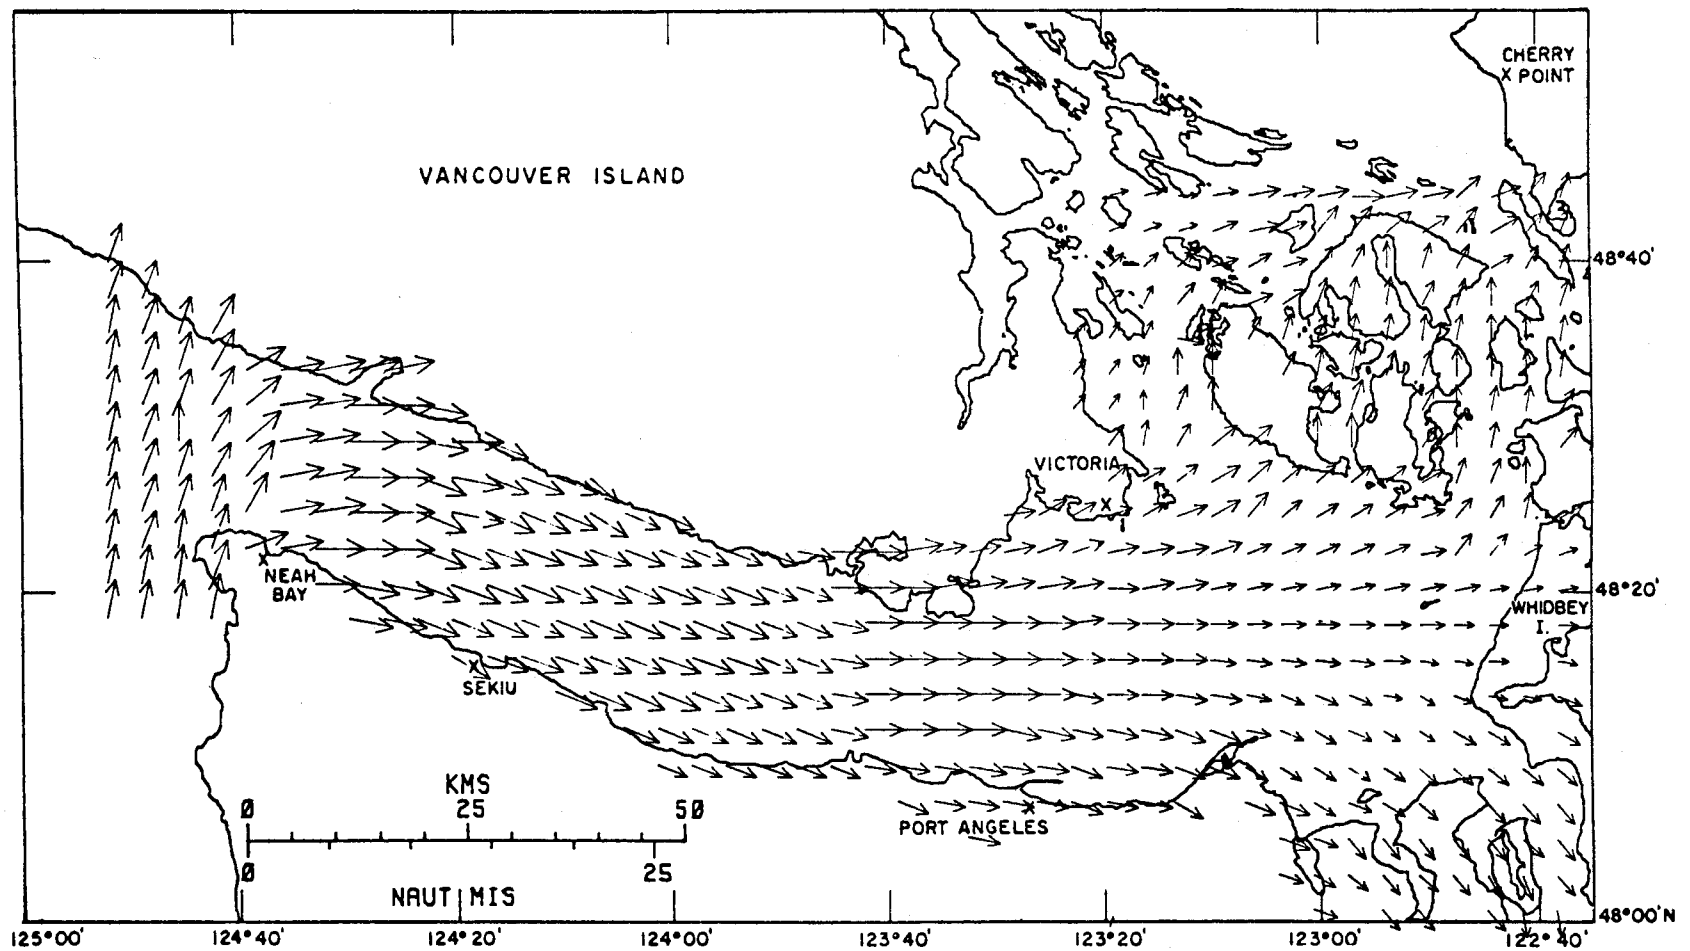 CHERRY
X POINT
VANCOUVER ISLAND
48°40'
VICTORIA
X
X
NEAH
BAY
48°20'
WHIDBEY
I.
X
SEKIU
KMS
0 25 50
X
PORT ANGELES
0 25
NAUT MIS
48°00'N
125°00' 124°40' 124°20' 124°00' 123°40' 123°20' 123°00' 122°40'